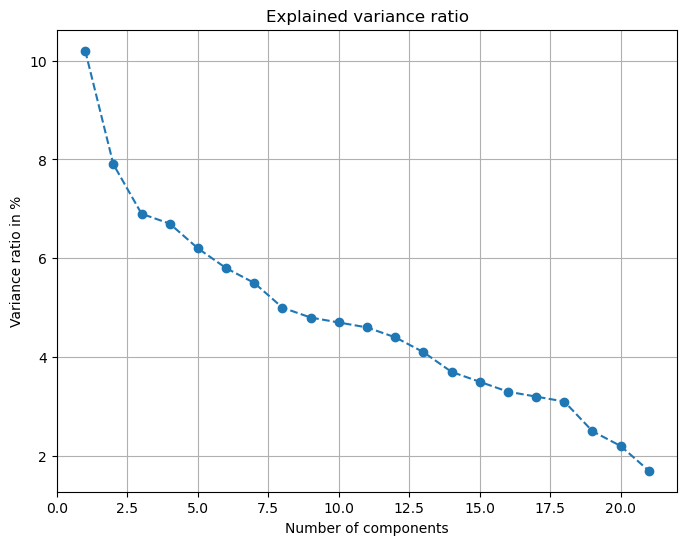 Explained variance ratio
10
8
6
4
2
Variance ratio in %
0.0 2.5 5.0 7.5 10.0 12.5 15.0 17.5 20.0
Number of components